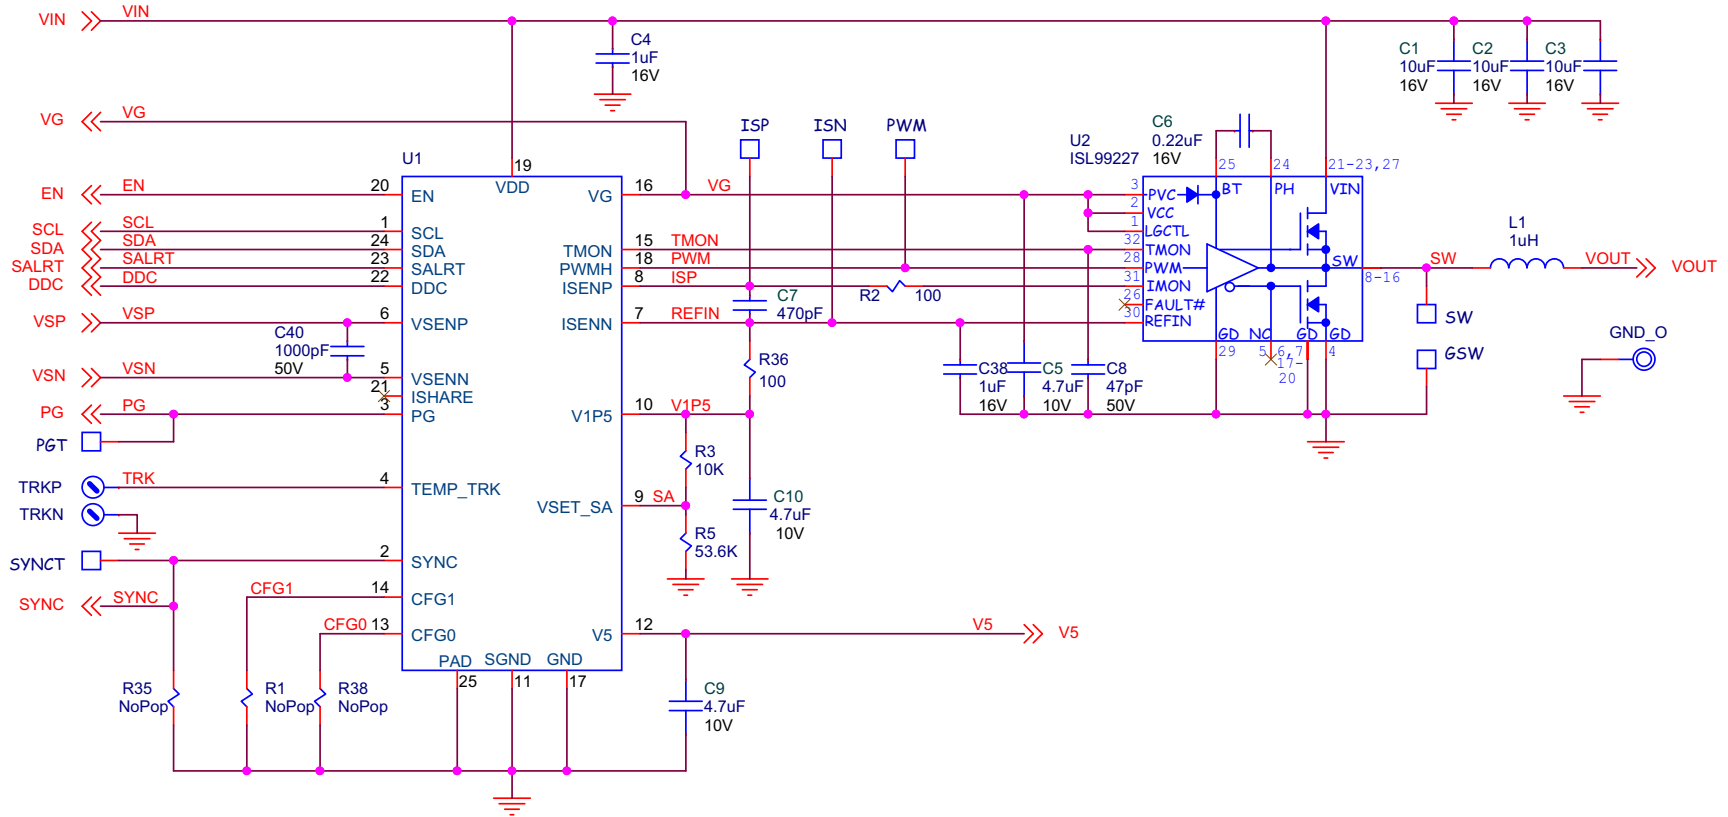 VIN
VIN
C4
1uF
16V
C1
10uF
16V
C2
10uF
16V
C3
10uF
16V
VG
VG
ISP
ISN
PWM
C6
0.22uF
16V
U2
ISL99227
U1
19
VDD
25
24
21-23,27
EN
EN
20
EN
VG
16
VG
3
PVC
BT
PH
VIN
2
VCC
1
LGCTL
SCL
SCL
1
SCL
SDA
SDA
24
SDA
SALRT
SALRT
23
SALRT
DDC
DDC
22
DDC
TMON
15
TMON
32
TMON
PWMH
18
PWM
28
PWM
SW
8-16
SW
L1
1uH
VOUT
VOUT
ISENP
8
ISP
R2
100
31
IMON
26
FAULT#
C7
470pF
VSP
VSP
6
VSENP
ISENN
7
REFIN
30
REFIN
SW
GSW
GND_O
C40
1000pF
50V
GD
NC
GD
GD
29
5
6,7
17-
20
4
R36
100
C38
1uF
16V
C5
4.7uF
10V
C8
47pF
50V
VSN
VSN
5
VSENN
21
ISHARE
PG
PG
3
PG
PGT
V1P5
10
V1P5
R3
10K
TRKP
TRK
4
TEMP_TRK
TRKN
VSET_SA
9
SA
C10
4.7uF
10V
R5
53.6K
SYNCT
2
SYNC
SYNC
SYNC
CFG1
14
CFG1
CFG0
13
CFG0
V5
12
V5
V5
PAD
SGND
GND
25
11
17
R35
NoPop
R1
NoPop
R38
NoPop
C9
4.7uF
10V